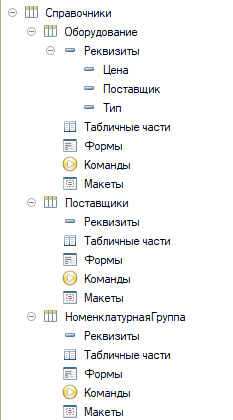 Справочники
Оборудование
Реквизиты
Цена
Поставщик
Тип
Табличные части
Формы
Команды
Макеты
Поставщики
Реквизиты
Табличные части
Формы
Команды
Макеты
НоменклатурнаяГруппа
Реквизиты
Табличные части
Формы
Команды
Макеты